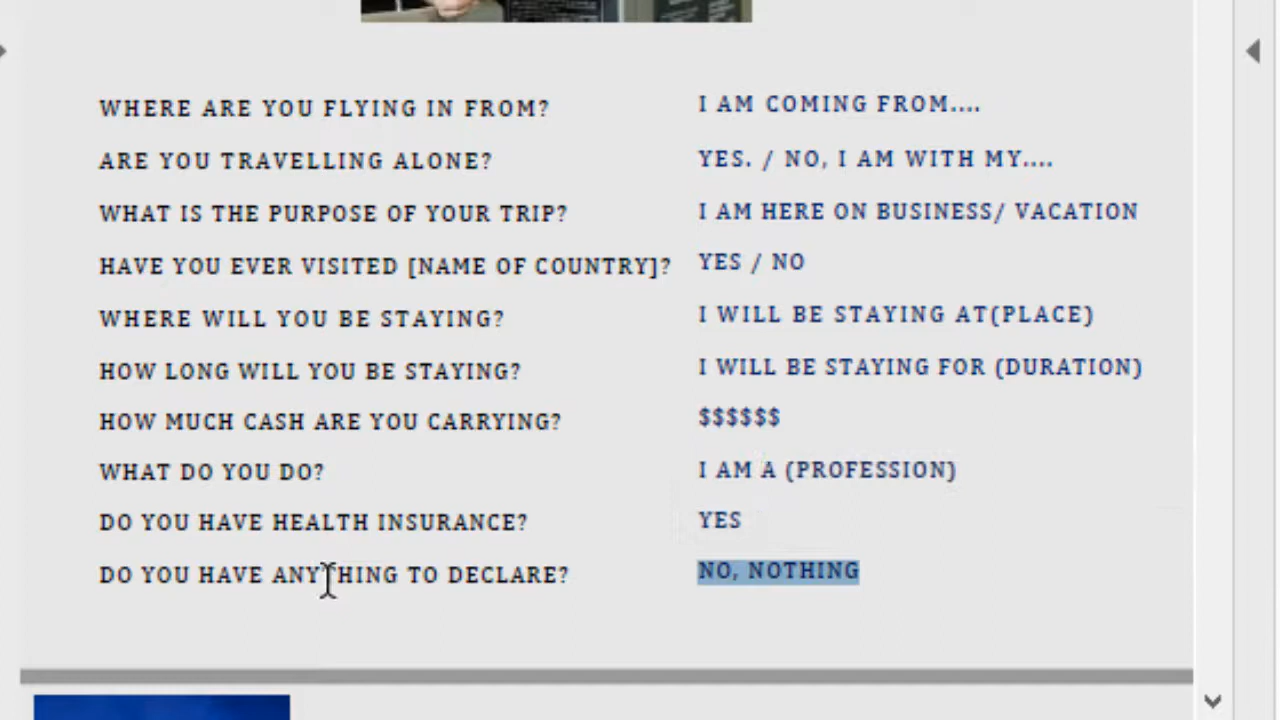 WHERE ARE YOU FLYING IN FROM? I AM COMING FROM....
ARE YOU TRAVELLING ALONE? YES. / NO, I AM WITH MY....
WHAT IS THE PURPOSE OF YOUR TRIP? I AM HERE ON BUSINESS/ VACATION
HAVE YOU EVER VISITED [NAME OF COUNTRY]? YES / NO
WHERE WILL YOU BE STAYING? I WILL BE STAYING AT(PLACE)
HOW LONG WILL YOU BE STAYING? I WILL BE STAYING FOR (DURATION)
HOW MUCH CASH ARE YOU CARRYING? $$$$$$
WHAT DO YOU DO? I AM A (PROFESSION)
DO YOU HAVE HEALTH INSURANCE? YES
DO YOU HAVE ANYTHING TO DECLARE? NO, NOTHING